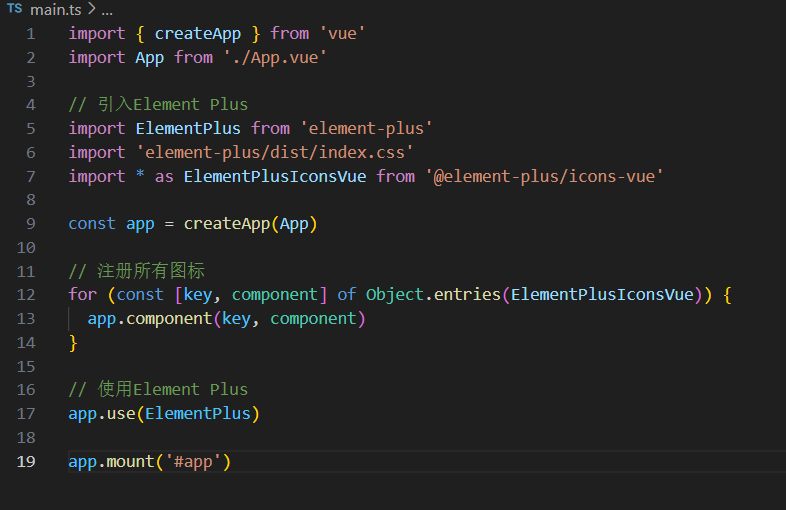 TS main.ts > ...
1 import { createApp } from 'vue'
2 import App from './App.vue'
3
4 // 引入Element Plus
5 import ElementPlus from 'element-plus'
6 import 'element-plus/dist/index.css'
7 import * as ElementPlusIconsVue from '@element-plus/icons-vue'
8
9 const app = createApp(App)
10
11 // 注册所有图标
12 for (const [key, component] of Object.entries(ElementPlusIconsVue)) {
13   app.component(key, component)
14 }
15
16 // 使用Element Plus
17 app.use(ElementPlus)
18
19 app.mount('#app')